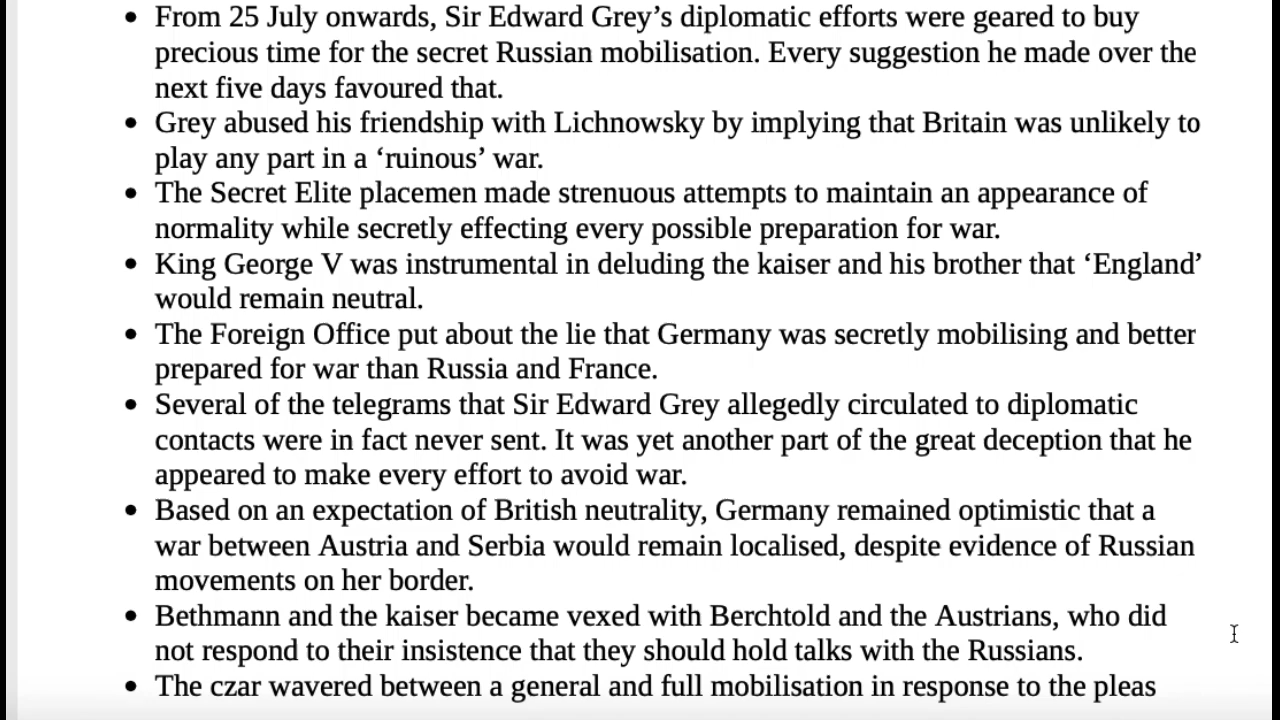 • From 25 July onwards, Sir Edward Grey’s diplomatic efforts were geared to buy
precious time for the secret Russian mobilisation. Every suggestion he made over the
next five days favoured that.
• Grey abused his friendship with Lichnowsky by implying that Britain was unlikely to
play any part in a ‘ruinous’ war.
• The Secret Elite placemen made strenuous attempts to maintain an appearance of
normality while secretly effecting every possible preparation for war.
• King George V was instrumental in deluding the kaiser and his brother that ‘England’
would remain neutral.
• The Foreign Office put about the lie that Germany was secretly mobilising and better
prepared for war than Russia and France.
• Several of the telegrams that Sir Edward Grey allegedly circulated to diplomatic
contacts were in fact never sent. It was yet another part of the great deception that he
appeared to make every effort to avoid war.
• Based on an expectation of British neutrality, Germany remained optimistic that a
war between Austria and Serbia would remain localised, despite evidence of Russian
movements on her border.
• Bethmann and the kaiser became vexed with Berchtold and the Austrians, who did
not respond to their insistence that they should hold talks with the Russians.
• The czar wavered between a general and full mobilisation in response to the pleas